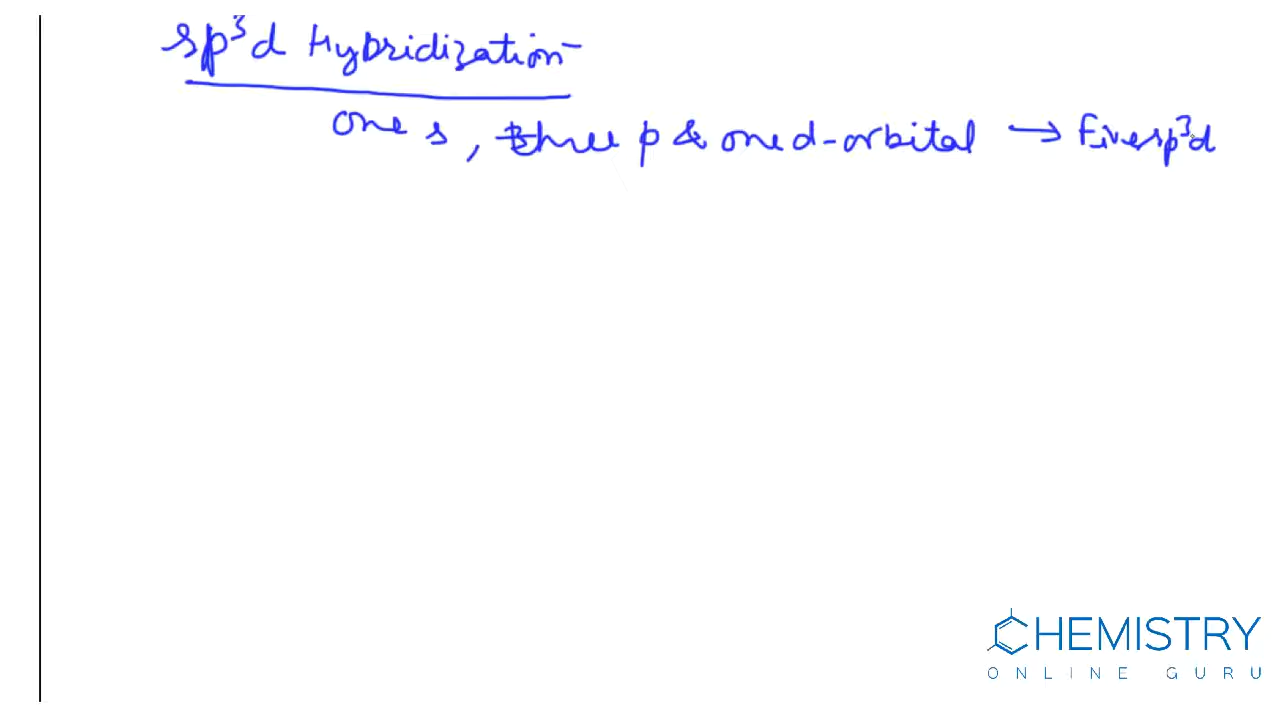 sp³d Hybridization
one s, three p & one d-orbital → Five sp³d
CHEMISTRY
ONLINE GURU